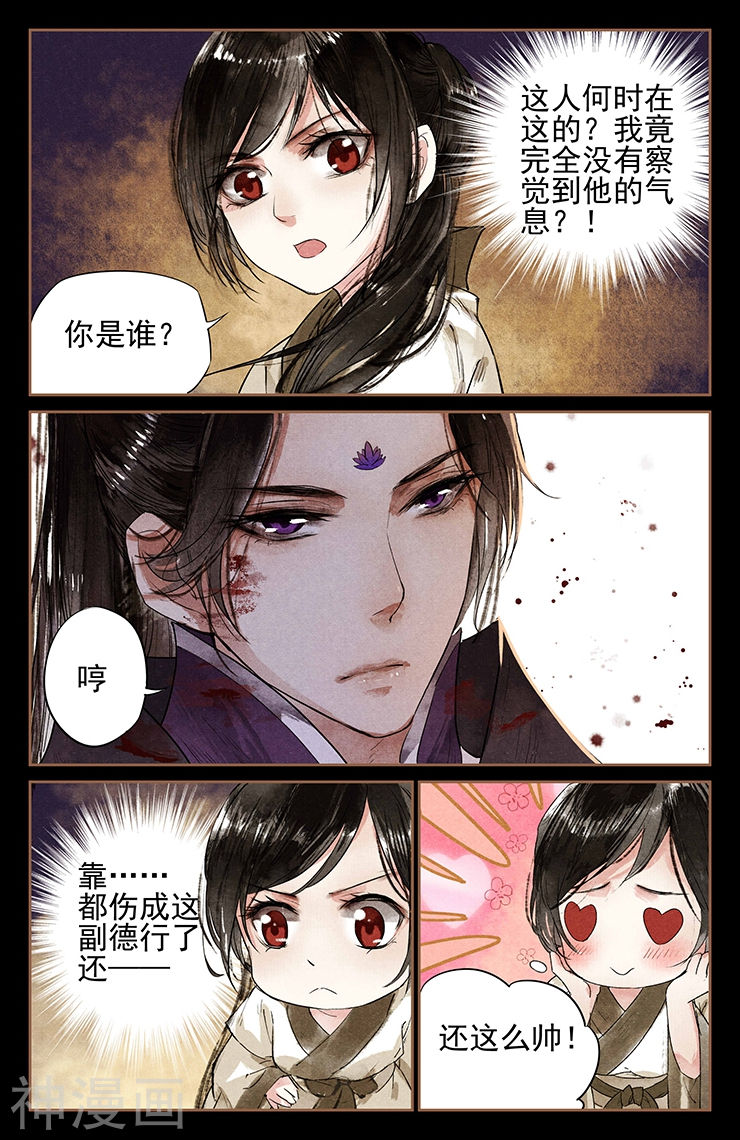 这人何时在
这的？我竟
完全没有察
觉到他的气
息？！
你是谁？
哼
靠……
都伤成这
副德行了
还——
还这么帅！
神漫画